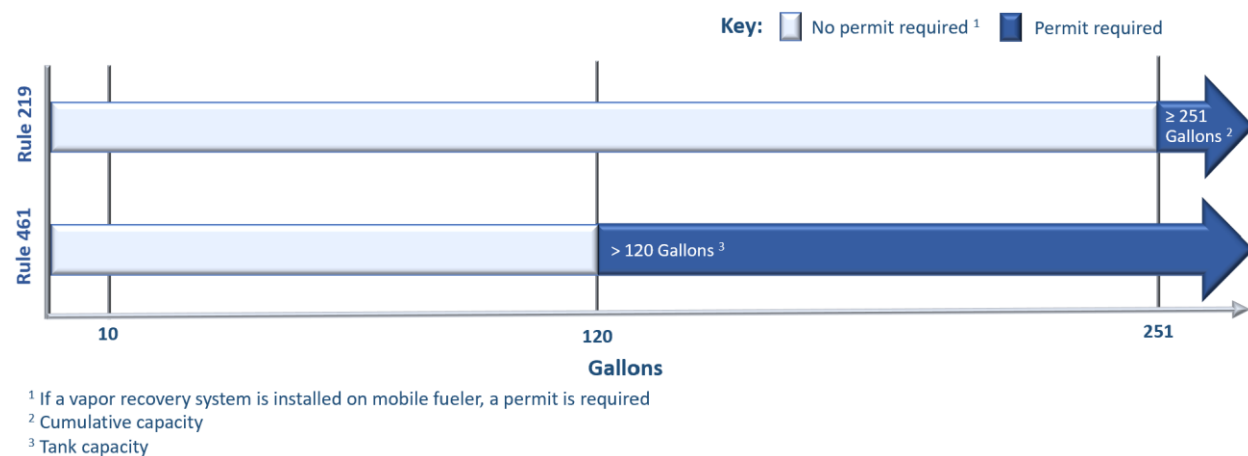 Key: No permit required ¹ Permit required
Rule 219
≥ 251
Gallons ²
Rule 461
> 120 Gallons ³
10 120 251
Gallons
¹ If a vapor recovery system is installed on mobile fueler, a permit is required
² Cumulative capacity
³ Tank capacity